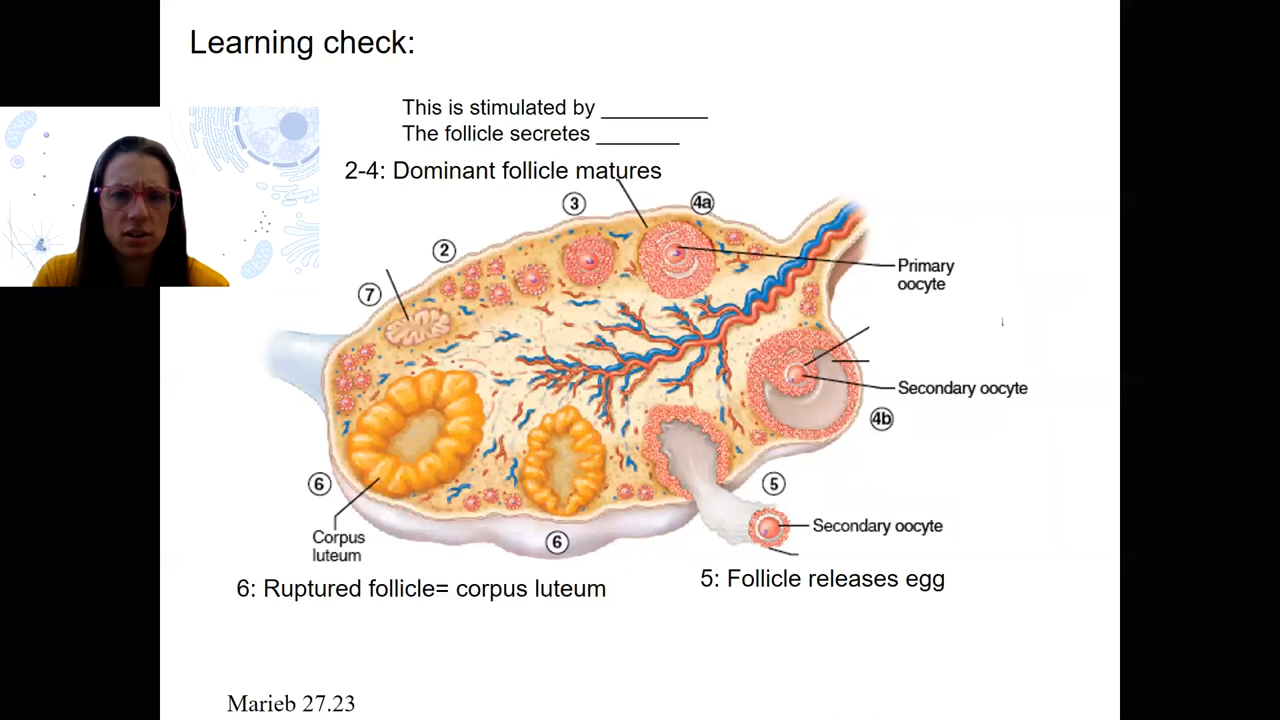 Learning check:
This is stimulated by __________
The follicle secretes _______
2-4: Dominant follicle matures
3
4a
2
7
Primary
oocyte
Secondary oocyte
4b
6
5
Corpus
luteum
Secondary oocyte
6
6: Ruptured follicle= corpus luteum
5: Follicle releases egg
Marieb 27.23